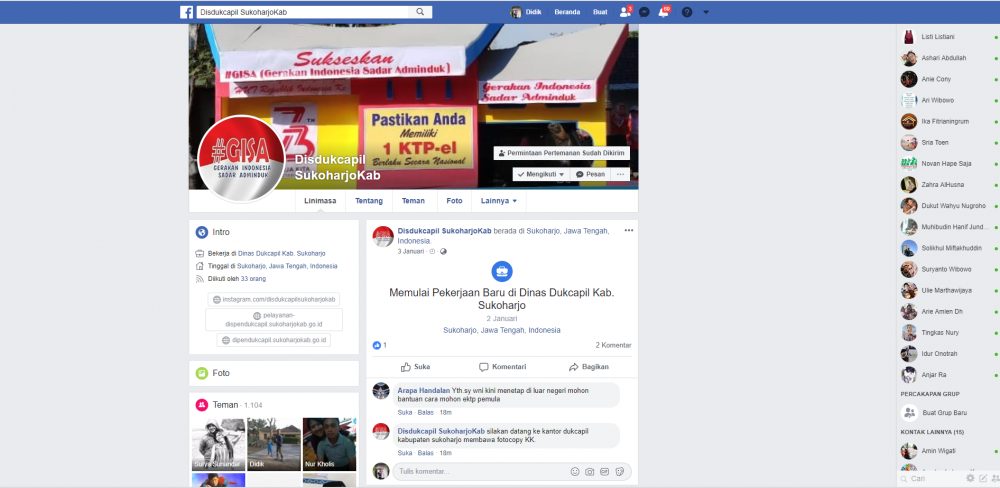 Disdukcapil SukoharjoKab
Didik
Beranda
Buat
3
59
Sukseskan
#GISA (Gerakan Indonesia Sadar Adminduk)
HUT Republik Indonesia Ke
73
TH
Gerakan Indonesia
Sadar Adminduk
Pastikan Anda
Memiliki
1 KTP-el
Berlaku Secara Nasional
#GISA
GERAKAN INDONESIA
SADAR ADMINDUK
Disdukcapil
SukoharjoKab
Permintaan Pertemanan Sudah Dikirim
Mengikuti
Pesan
Linimasa
Tentang
Teman
Foto
Lainnya
Intro
Bekerja di Dinas Dukcapil Kab. Sukoharjo
Tinggal di Sukoharjo, Jawa Tengah, Indonesia
Diikuti oleh 33 orang
instagram.com/disdukcapilsukoharjokab
pelayanan-
dispendukcapil.sukoharjokab.go.id
dipendukcapil.sukoharjokab.go.id
Foto
Teman · 1.104
Surya Sunandar
Didik
Nur Kholis
Disdukcapil SukoharjoKab berada di Sukoharjo, Jawa Tengah,
Indonesia.
3 Januari ·
Memulai Pekerjaan Baru di Dinas Dukcapil Kab.
Sukoharjo
2 Januari
Sukoharjo, Jawa Tengah, Indonesia
1
2 Komentar
Suka
Komentari
Bagikan
Arapa Handalan Yth.sy wni kini menetap di luar negeri mohon
bantuan cara mohon ektp pemula
Suka · Balas · 18m
Disdukcapil SukoharjoKab silakan datang ke kantor dukcapil
kabupaten sukoharjo membava fotocopy KK.
Suka · Balas · 18m
Tulis komentar...
GIF
Listi Listiani
Ashari Abdullah
Anie Cony
Ari Wibowo
Ika Fitrianingrum
Sria Toen
Novan Hape Saja
Zahra AlHusna
Dukut Wahyu Nugroho
Muhibudin Hanif Jund...
Solikhul Miftakhuddin
Suryanto Wibowo
Ulie Marthawijaya
Arie Amien Dh
Tingkas Nury
Idur Onotrah
Anjar Ra
PERCAKAPAN GRUP
Buat Grup Baru
KONTAK LAINNYA (15)
Amin Wigati
Cari